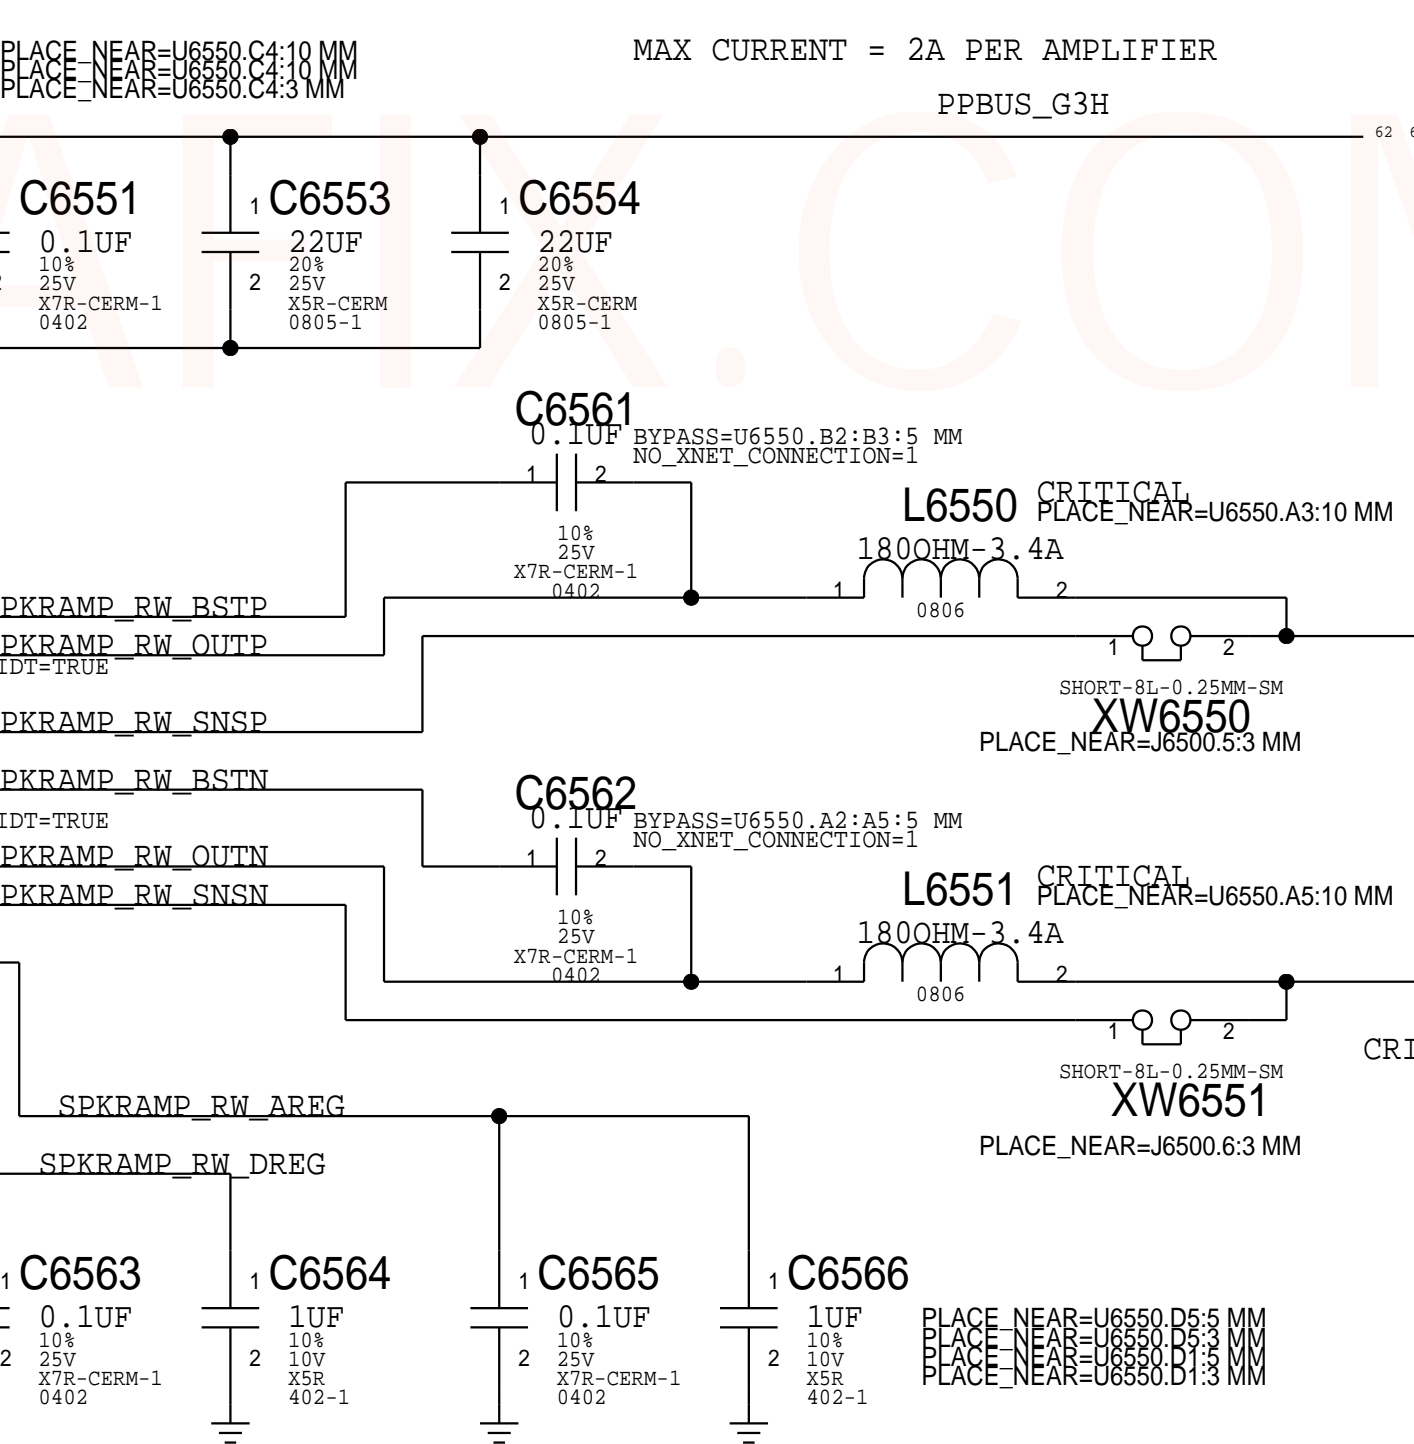 PLACE_NEAR=U6550.C4:10 MM
PLACE_NEAR=U6550.C4:10 MM
PLACE_NEAR=U6550.C4:3 MM
MAX CURRENT = 2A PER AMPLIFIER
PPBUS_G3H
62
C6551
0.1UF
10%
25V
X7R-CERM-1
0402
1
C6553
22UF
20%
2
25V
X5R-CERM
0805-1
1
C6554
22UF
20%
2
25V
X5R-CERM
0805-1
AFIX.COM
C6561
0.1UF
BYPASS=U6550.B2:B3:5 MM
NO_XNET_CONNECTION=1
1
2
10%
25V
X7R-CERM-1
0402
L6550
CRITICAL
PLACE_NEAR=U6550.A3:10 MM
180OHM-3.4A
1
2
0806
PKRAMP_RW_BSTP
PKRAMP_RW_OUTP
IDT=TRUE
1
2
SHORT-8L-0.25MM-SM
XW6550
PLACE_NEAR=J6500.5:3 MM
PKRAMP_RW_SNSP
PKRAMP_RW_BSTN
IDT=TRUE
C6562
0.1UF
BYPASS=U6550.A2:A5:5 MM
NO_XNET_CONNECTION=1
1
2
10%
25V
X7R-CERM-1
0402
PKRAMP_RW_OUTN
PKRAMP_RW_SNSN
L6551
CRITICAL
PLACE_NEAR=U6550.A5:10 MM
180OHM-3.4A
1
2
0806
1
2
SHORT-8L-0.25MM-SM
XW6551
PLACE_NEAR=J6500.6:3 MM
CRI
SPKRAMP_RW_AREG
SPKRAMP_RW_DREG
1
C6563
0.1UF
10%
2
25V
X7R-CERM-1
0402
1
C6564
1UF
10%
2
10V
X5R
402-1
1
C6565
0.1UF
10%
2
25V
X7R-CERM-1
0402
1
C6566
1UF
10%
2
10V
X5R
402-1
PLACE_NEAR=U6550.D5:5 MM
PLACE_NEAR=U6550.D5:3 MM
PLACE_NEAR=U6550.D1:5 MM
PLACE_NEAR=U6550.D1:3 MM